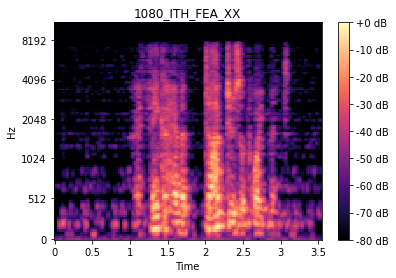 1080_ITH_FEA_XX
+0 dB
8192
-10 dB
4096
-20 dB
-30 dB
2048
Hz
-40 dB
1024
-50 dB
512
-60 dB
-70 dB
0
-80 dB
0 0.5 1 1.5 2 2.5 3 3.5
Time